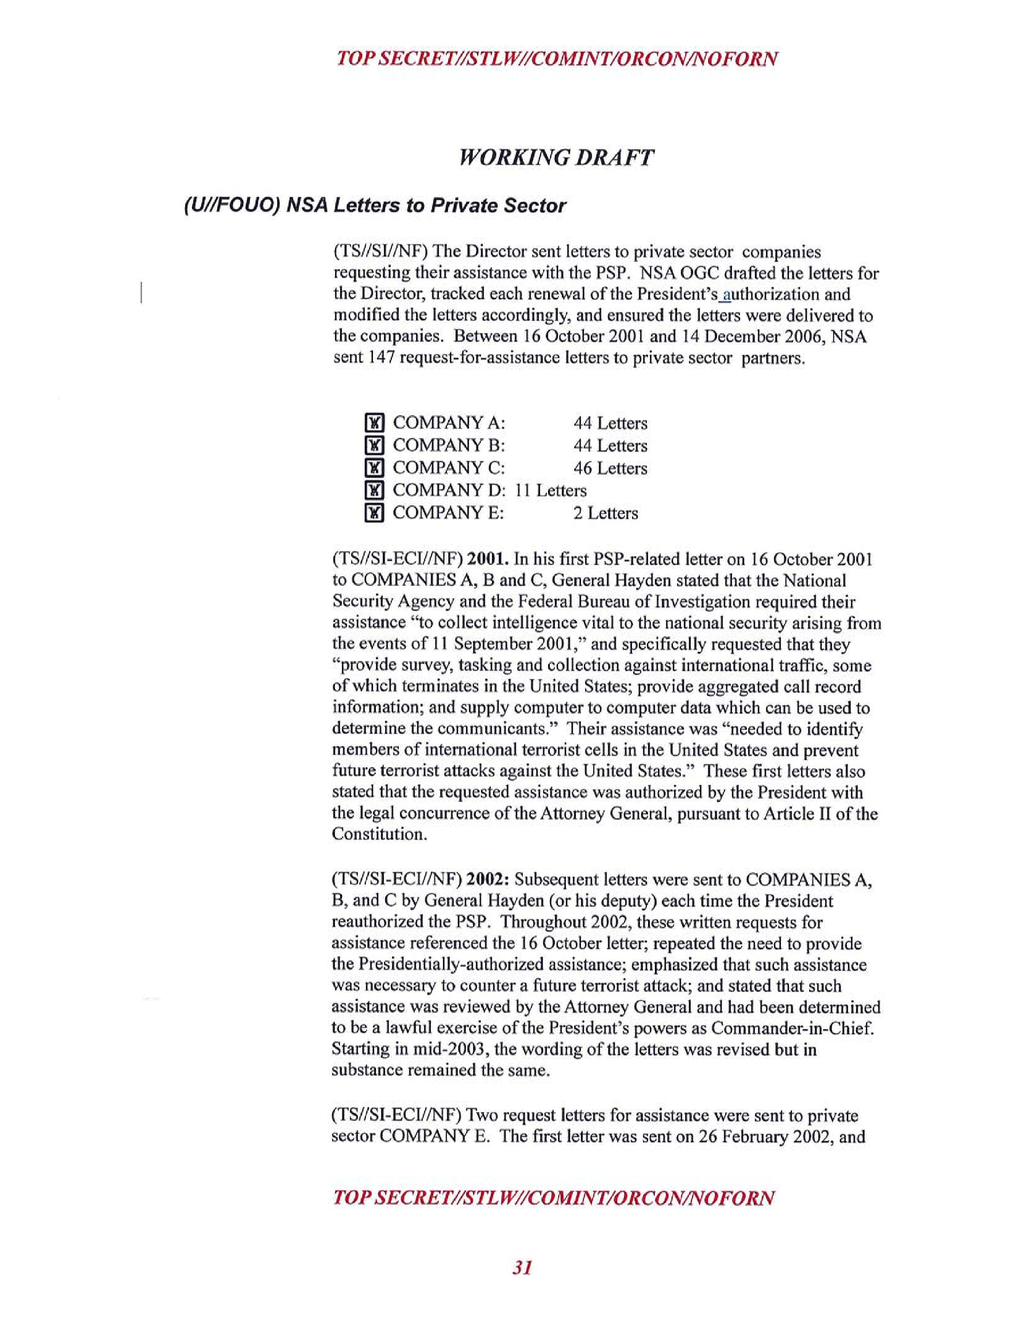 TOP SECRET//STLW//COMINT/ORCON/NOFORN
WORKING DRAFT
(U//FOUO) NSA Letters to Private Sector
(TS//SI//NF) The Director sent letters to private sector companies
requesting their assistance with the PSP. NSA OGC drafted the letters for
the Director, tracked each renewal of the President's authorization and
modified the letters accordingly, and ensured the letters were delivered to
the companies. Between 16 October 2001 and 14 December 2006, NSA
sent 147 request-for-assistance letters to private sector partners.
COMPANY A: 44 Letters
COMPANY B: 44 Letters
COMPANY C: 46 Letters
COMPANY D: 11 Letters
COMPANY E: 2 Letters
(TS//SI-ECI//NF) 2001. In his first PSP-related letter on 16 October 2001
to COMPANIES A, B and C, General Hayden stated that the National
Security Agency and the Federal Bureau of Investigation required their
assistance “to collect intelligence vital to the national security arising from
the events of 11 September 2001,” and specifically requested that they
“provide survey, tasking and collection against international traffic, some
of which terminates in the United States; provide aggregated call record
information; and supply computer to computer data which can be used to
determine the communicants.” Their assistance was “needed to identify
members of international terrorist cells in the United States and prevent
future terrorist attacks against the United States.” These first letters also
stated that the requested assistance was authorized by the President with
the legal concurrence of the Attorney General, pursuant to Article II of the
Constitution.
(TS//SI-ECI//NF) 2002: Subsequent letters were sent to COMPANIES A,
B, and C by General Hayden (or his deputy) each time the President
reauthorized the PSP. Throughout 2002, these written requests for
assistance referenced the 16 October letter; repeated the need to provide
the Presidentially-authorized assistance; emphasized that such assistance
was necessary to counter a future terrorist attack; and stated that such
assistance was reviewed by the Attorney General and had been determined
to be a lawful exercise of the President's powers as Commander-in-Chief.
Starting in mid-2003, the wording of the letters was revised but in
substance remained the same.
(TS//SI-ECI//NF) Two request letters for assistance were sent to private
sector COMPANY E. The first letter was sent on 26 February 2002, and
TOP SECRET//STLW//COMINT/ORCON/NOFORN
31